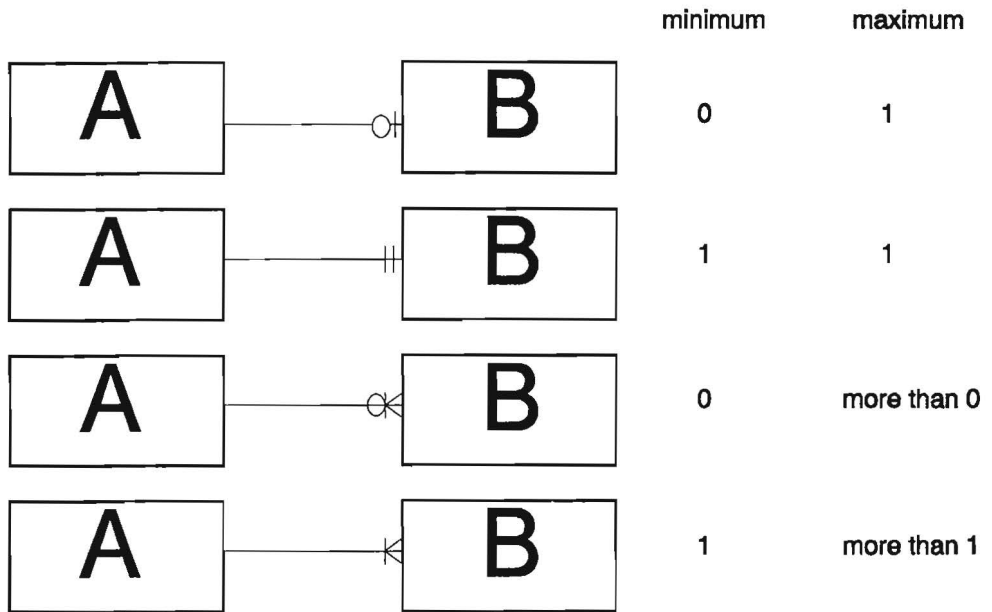 minimum maximum
A B 0 1
A B 1 1
A B 0 more than 0
A B 1 more than 1